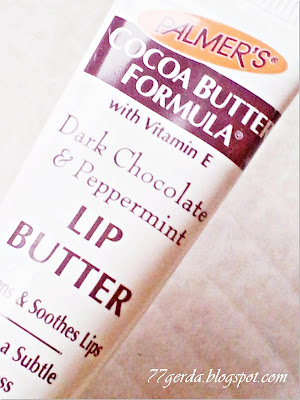 PALMER'S®
COCOA BUTTER
FORMULA®
with Vitamin E
Dark Chocolate
& Peppermint
LIP
BUTTER
& Soothes Lips
a Subtle
77gerda.blogspot.com